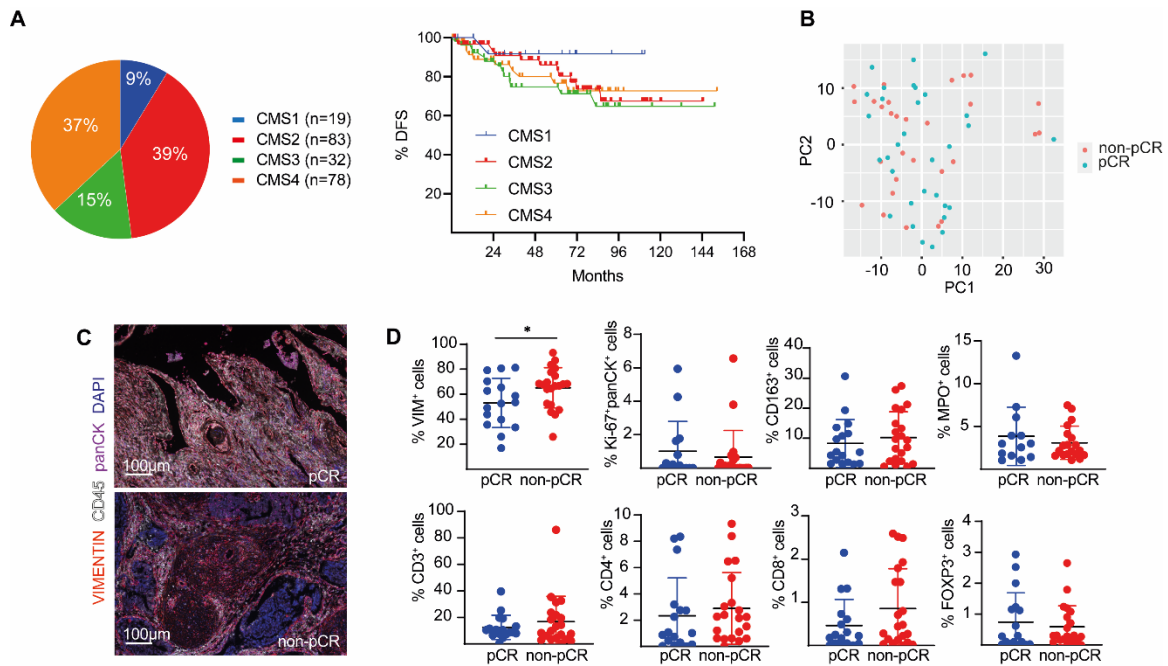 A
9%
37%
39%
15%
CMS1 (n=19)
CMS2 (n=83)
CMS3 (n=32)
CMS4 (n=78)
% DFS
100
80
60
40
20
CMS1
CMS2
CMS3
CMS4
24 48 72 96 120 144 168
Months
B
PC2
10
0
-10
-10 0 10 20 30
PC1
non-pCR
pCR
C
VIMENTIN CD45 panCK DAPI
100µm
pCR
100µm
non-pCR
D
% VIM+ cells
100
80
60
40
20
*
pCR non-pCR
% Ki-67+panCK+ cells
8
6
4
2
0
pCR non-pCR
% CD163+ cells
40
30
20
10
pCR non-pCR
% MPO+ cells
15
10
5
0
pCR non-pCR
% CD3+ cells
100
80
60
40
20
pCR non-pCR
% CD4+ cells
10
8
6
4
2
0
pCR non-pCR
% CD8+ cells
3
2
1
0
pCR non-pCR
% FOXP3+ cells
4
3
2
1
0
pCR non-pCR